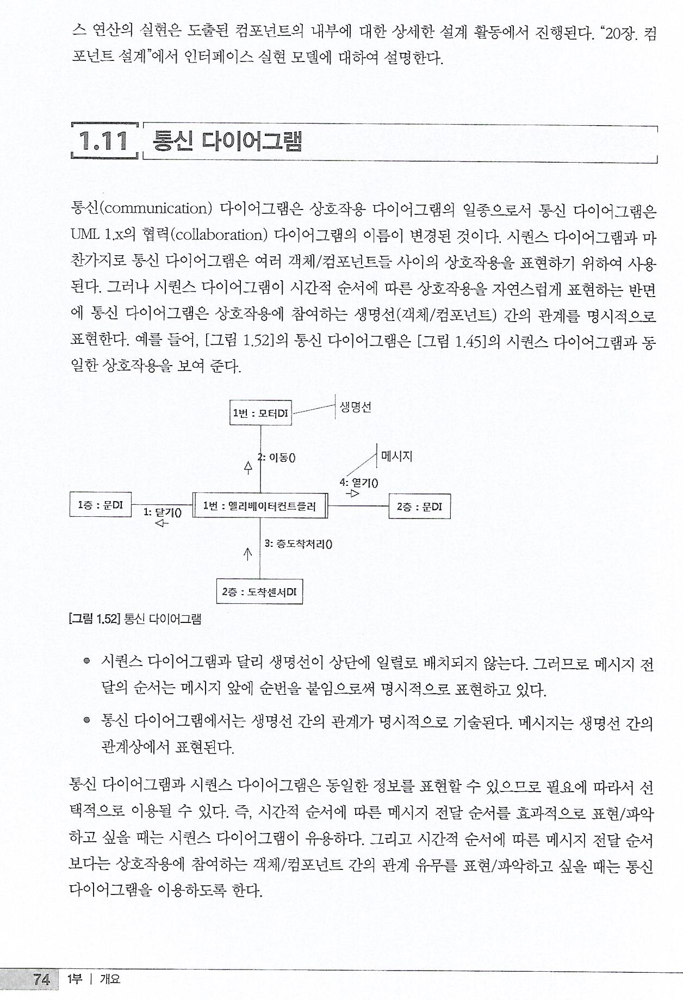 스 연산의 실현은 도출된 컴포넌트의 내부에 대한 상세한 설계 활동에서 진행된다. “20장. 컴
포넌트 설계”에서 인터페이스 실현 모델에 대하여 설명한다.
1.11 통신 다이어그램
통신(communication) 다이어그램은 상호작용 다이어그램의 일종으로서 통신 다이어그램은
UML 1.x의 협력(collaboration) 다이어그램의 이름이 변경된 것이다. 시퀀스 다이어그램과 마
찬가지로 통신 다이어그램은 여러 객체/컴포넌트들 사이의 상호작용을 표현하기 위하여 사용
된다. 그러나 시퀀스 다이어그램이 시간적 순서에 따른 상호작용을 자연스럽게 표현하는 반면
에 통신 다이어그램은 상호작용에 참여하는 생명선(객체/컴포넌트) 간의 관계를 명시적으로
표현한다. 예를 들어, [그림 1.52]의 통신 다이어그램은 [그림 1.45]의 시퀀스 다이어그램과 동
일한 상호작용을 보여 준다.
1번 : 모터DI
생명선
2: 이동()
메시지
4: 열기()
1층 : 문DI
1: 닫기()
1번 : 엘리베이터컨트롤러
2층 : 문DI
3: 층도착처리()
2층 : 도착센서DI
[그림 1.52] 통신 다이어그램
● 시퀀스 다이어그램과 달리 생명선이 상단에 일렬로 배치되지 않는다. 그러므로 메시지 전
달의 순서는 메시지 앞에 순번을 붙임으로써 명시적으로 표현하고 있다.
● 통신 다이어그램에서는 생명선 간의 관계가 명시적으로 기술된다. 메시지는 생명선 간의
관계상에서 표현된다.
통신 다이어그램과 시퀀스 다이어그램은 동일한 정보를 표현할 수 있으므로 필요에 따라서 선
택적으로 이용될 수 있다. 즉, 시간적 순서에 따른 메시지 전달 순서를 효과적으로 표현/파악
하고 싶을 때는 시퀀스 다이어그램이 유용하다. 그리고 시간적 순서에 따른 메시지 전달 순서
보다는 상호작용에 참여하는 객체/컴포넌트 간의 관계 유무를 표현/파악하고 싶을 때는 통신
다이어그램을 이용하도록 한다.
74 1부 | 개요